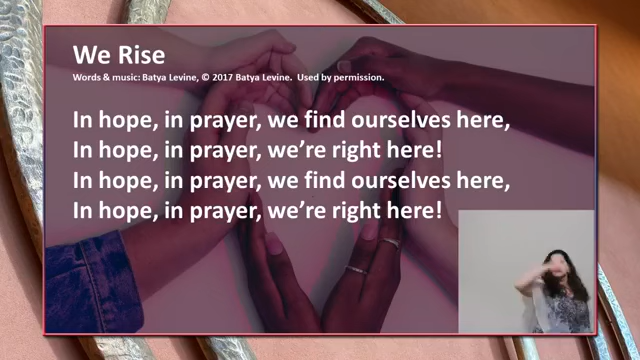 We Rise
Words & music: Batya Levine, © 2017 Batya Levine.  Used by permission.
In hope, in prayer, we find ourselves here,
In hope, in prayer, we’re right here!
In hope, in prayer, we find ourselves here,
In hope, in prayer, we’re right here!